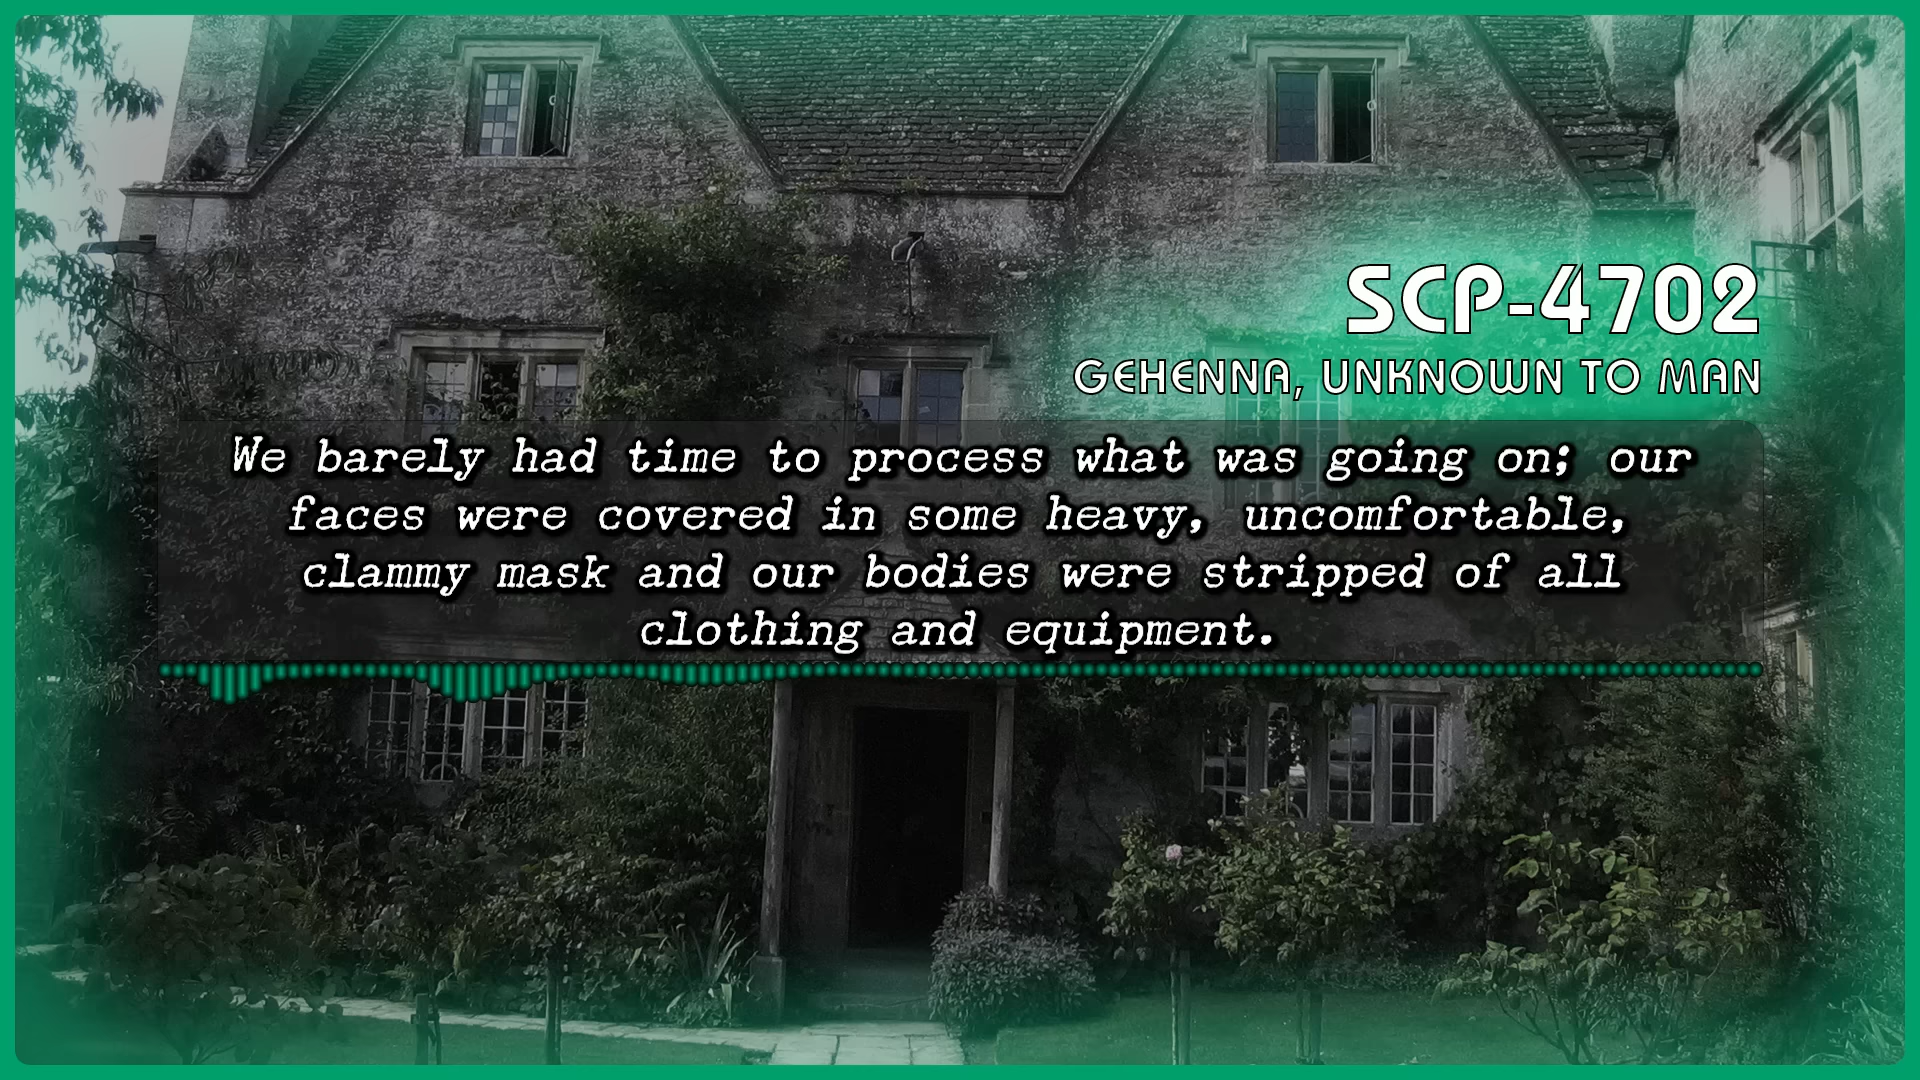 SCP-4702
GEHENNA, UNKNOWN TO MAN
We barely had time to process what was going on; our
faces were covered in some heavy, uncomfortable,
clammy mask and our bodies were stripped of all
clothing and equipment.